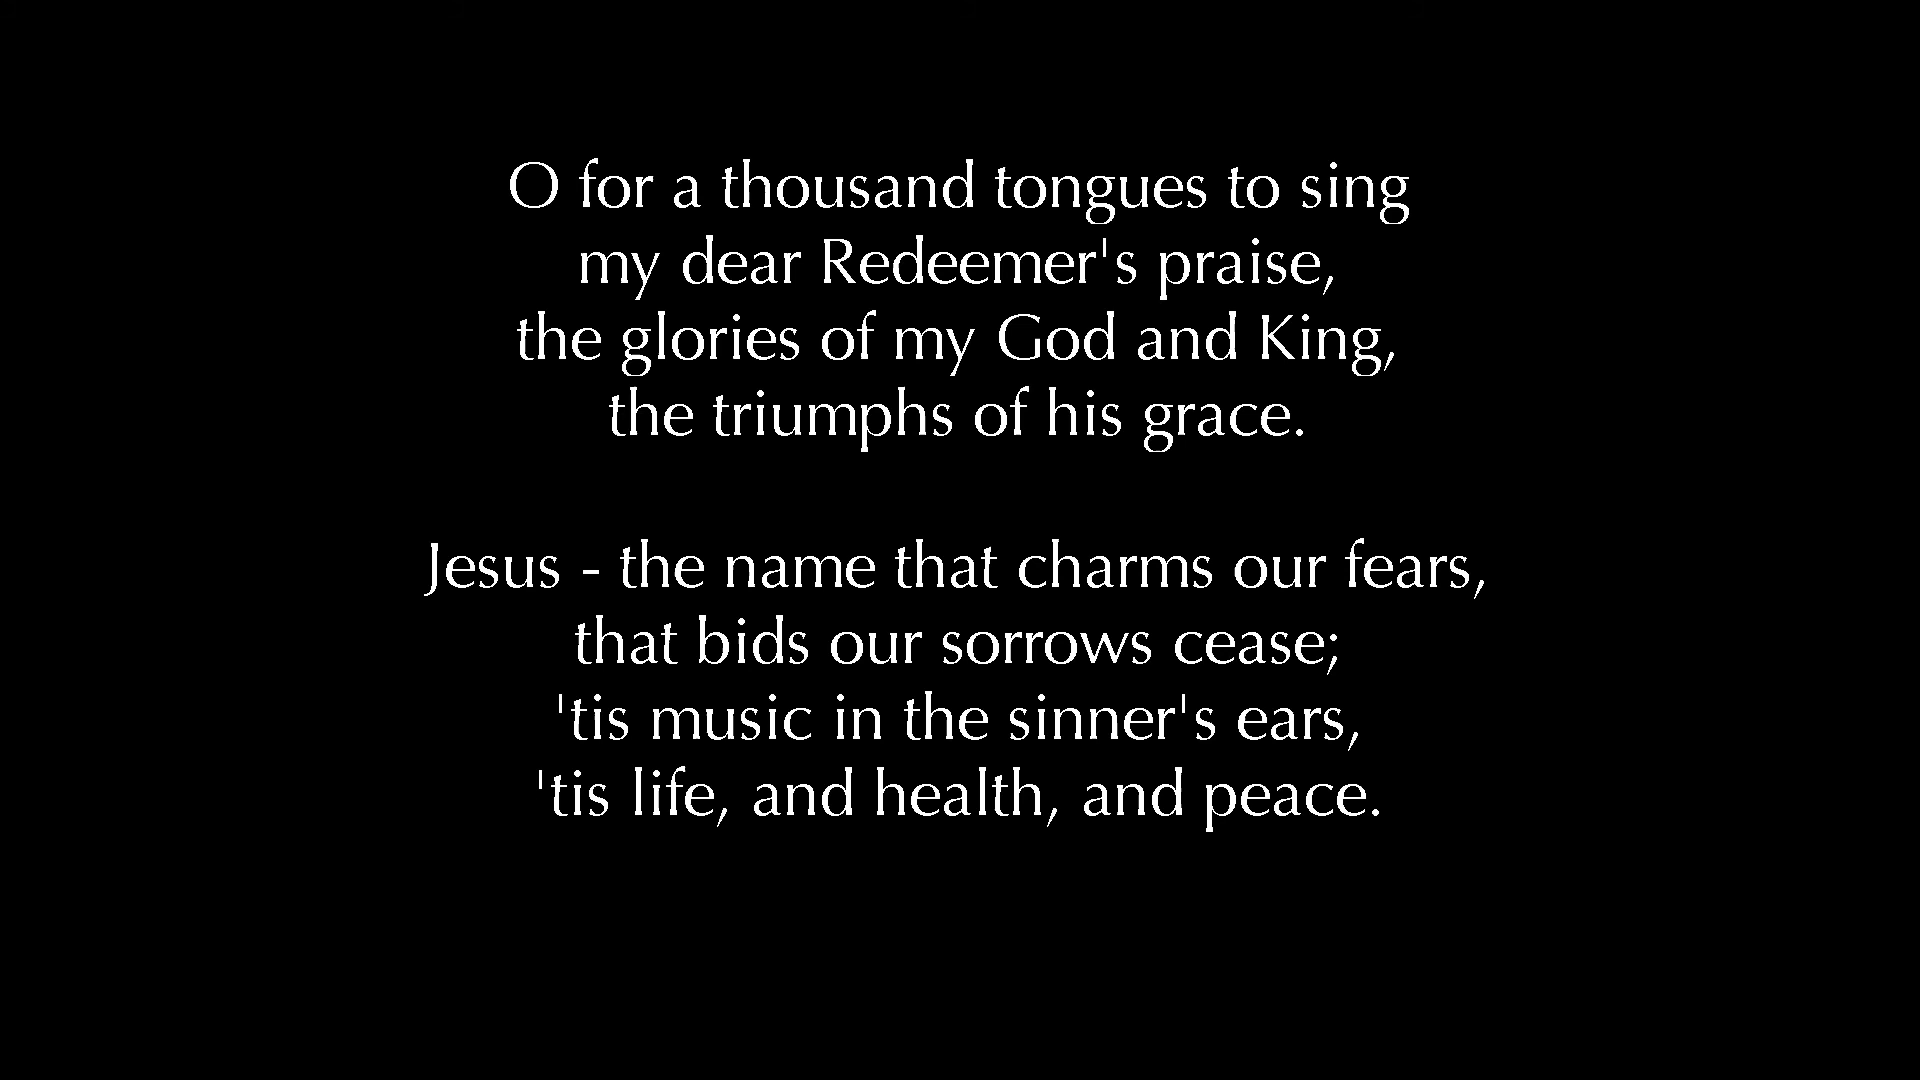 O for a thousand tongues to sing
my dear Redeemer's praise,
the glories of my God and King,
the triumphs of his grace.

Jesus - the name that charms our fears,
that bids our sorrows cease;
'tis music in the sinner's ears,
'tis life, and health, and peace.